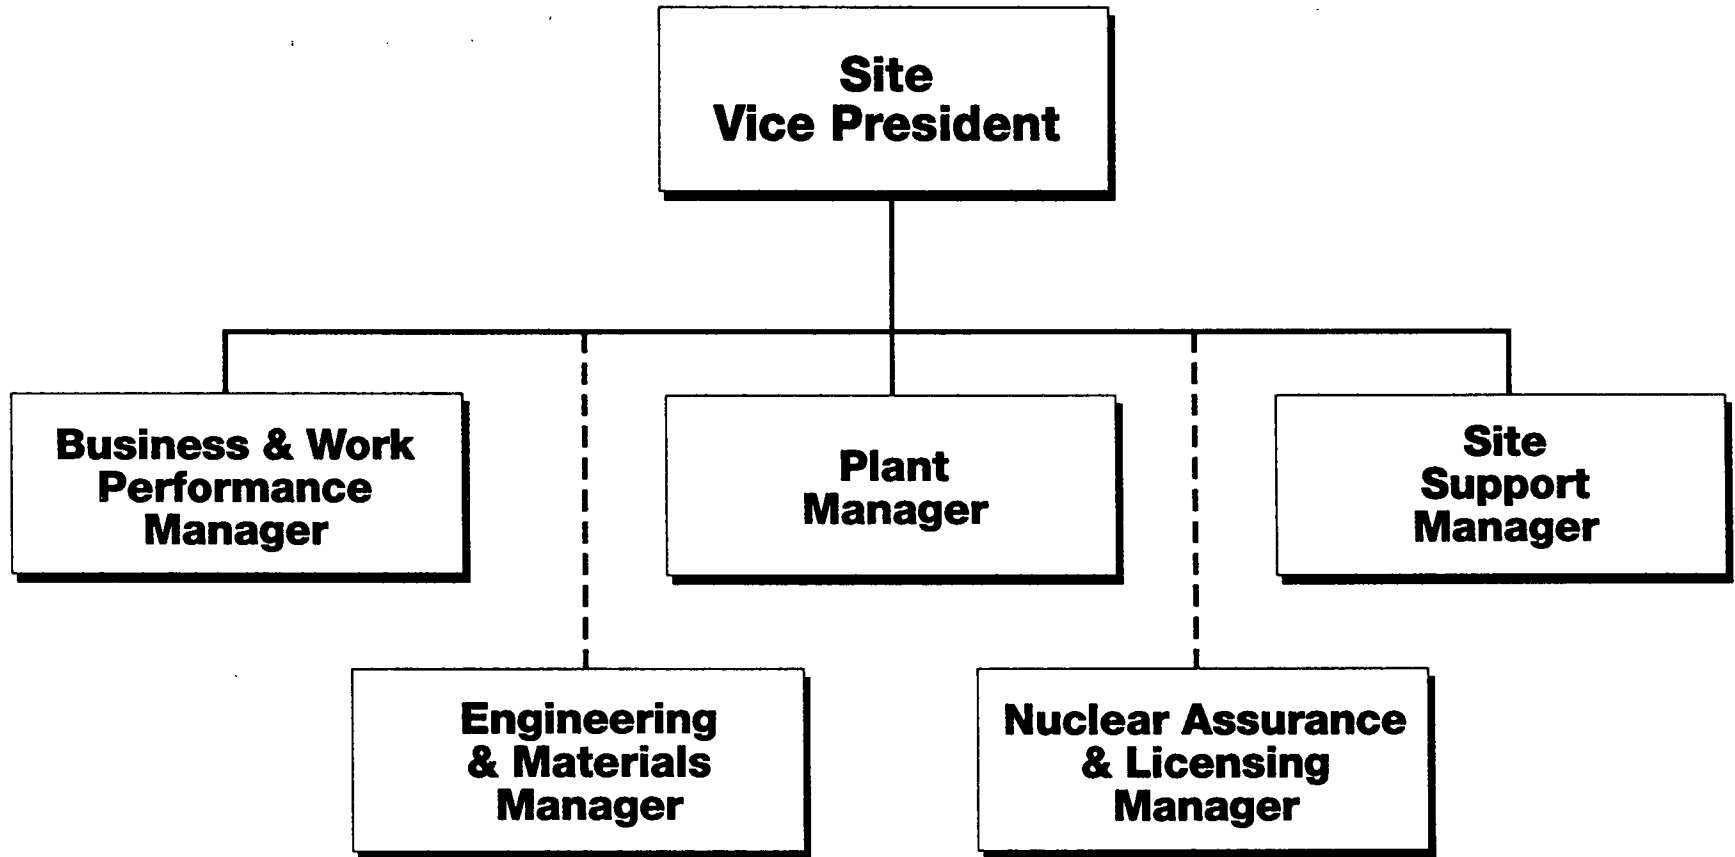 Site
Vice President
Business & Work
Performance
Manager
Plant
Manager
Site
Support
Manager
Engineering
& Materials
Manager
Nuclear Assurance
& Licensing
Manager